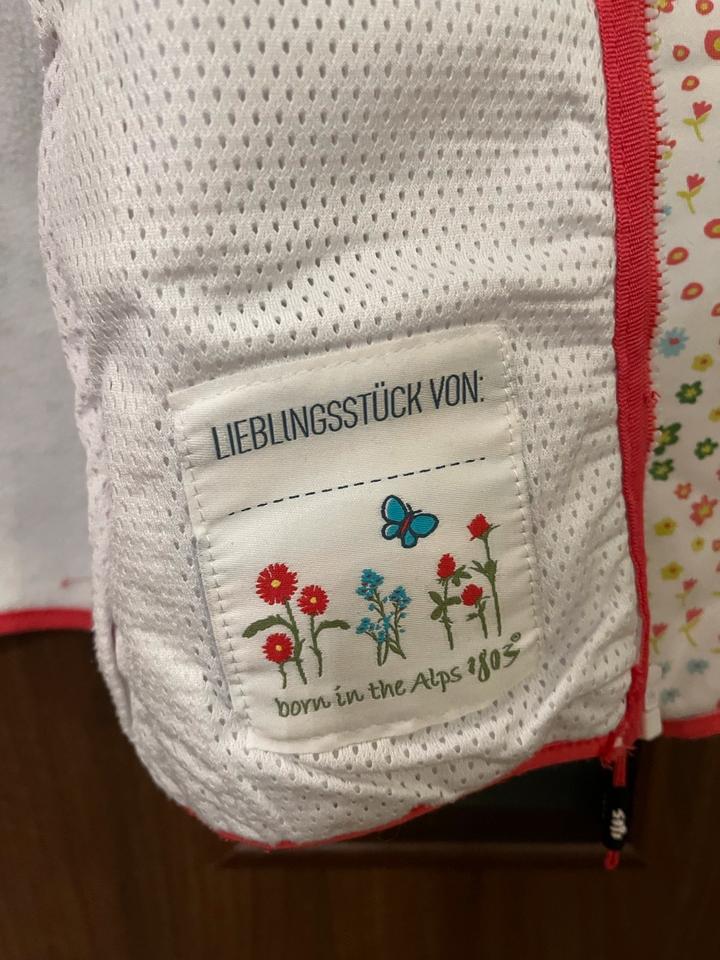 LIEBLINGSSTÜCK VON:
born in the Alps 1803°